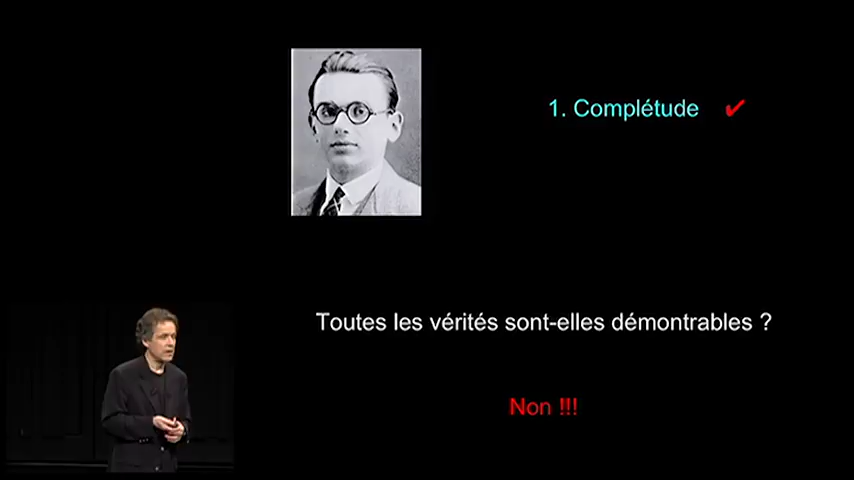 1. Complétude ✔
Toutes les vérités sont-elles démontrables ?
Non !!!